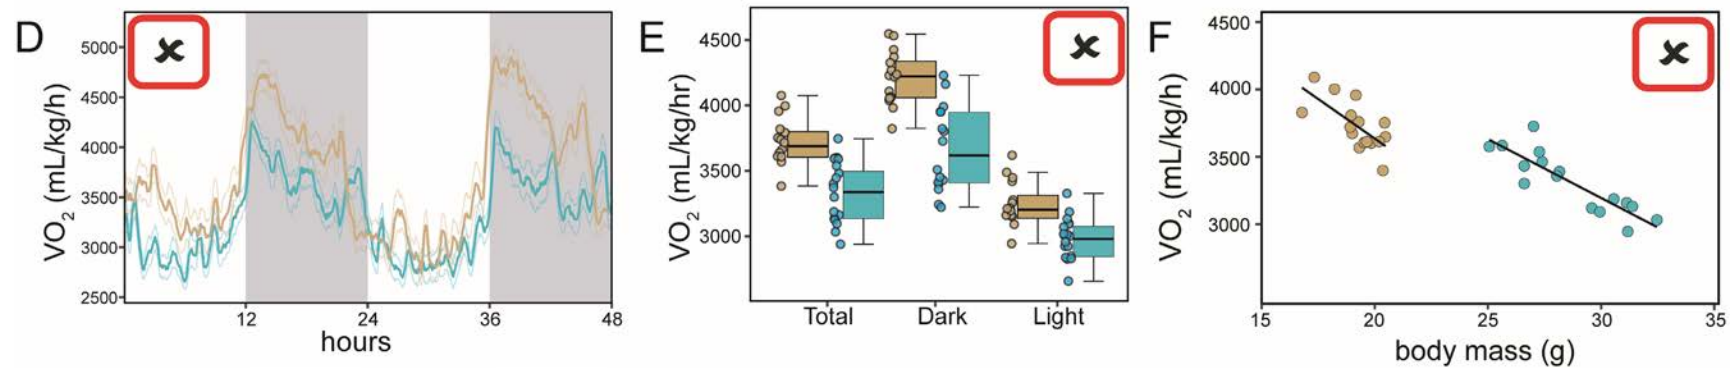 D
VO2 (mL/kg/h)
5000
4500
4000
3500
3000
2500
12
24
36
48
hours
E
VO2 (mL/kg/hr)
4500
4000
3500
3000
Total
Dark
Light
F
VO2 (mL/kg/h)
4500
4000
3500
3000
15
20
25
30
35
body mass (g)